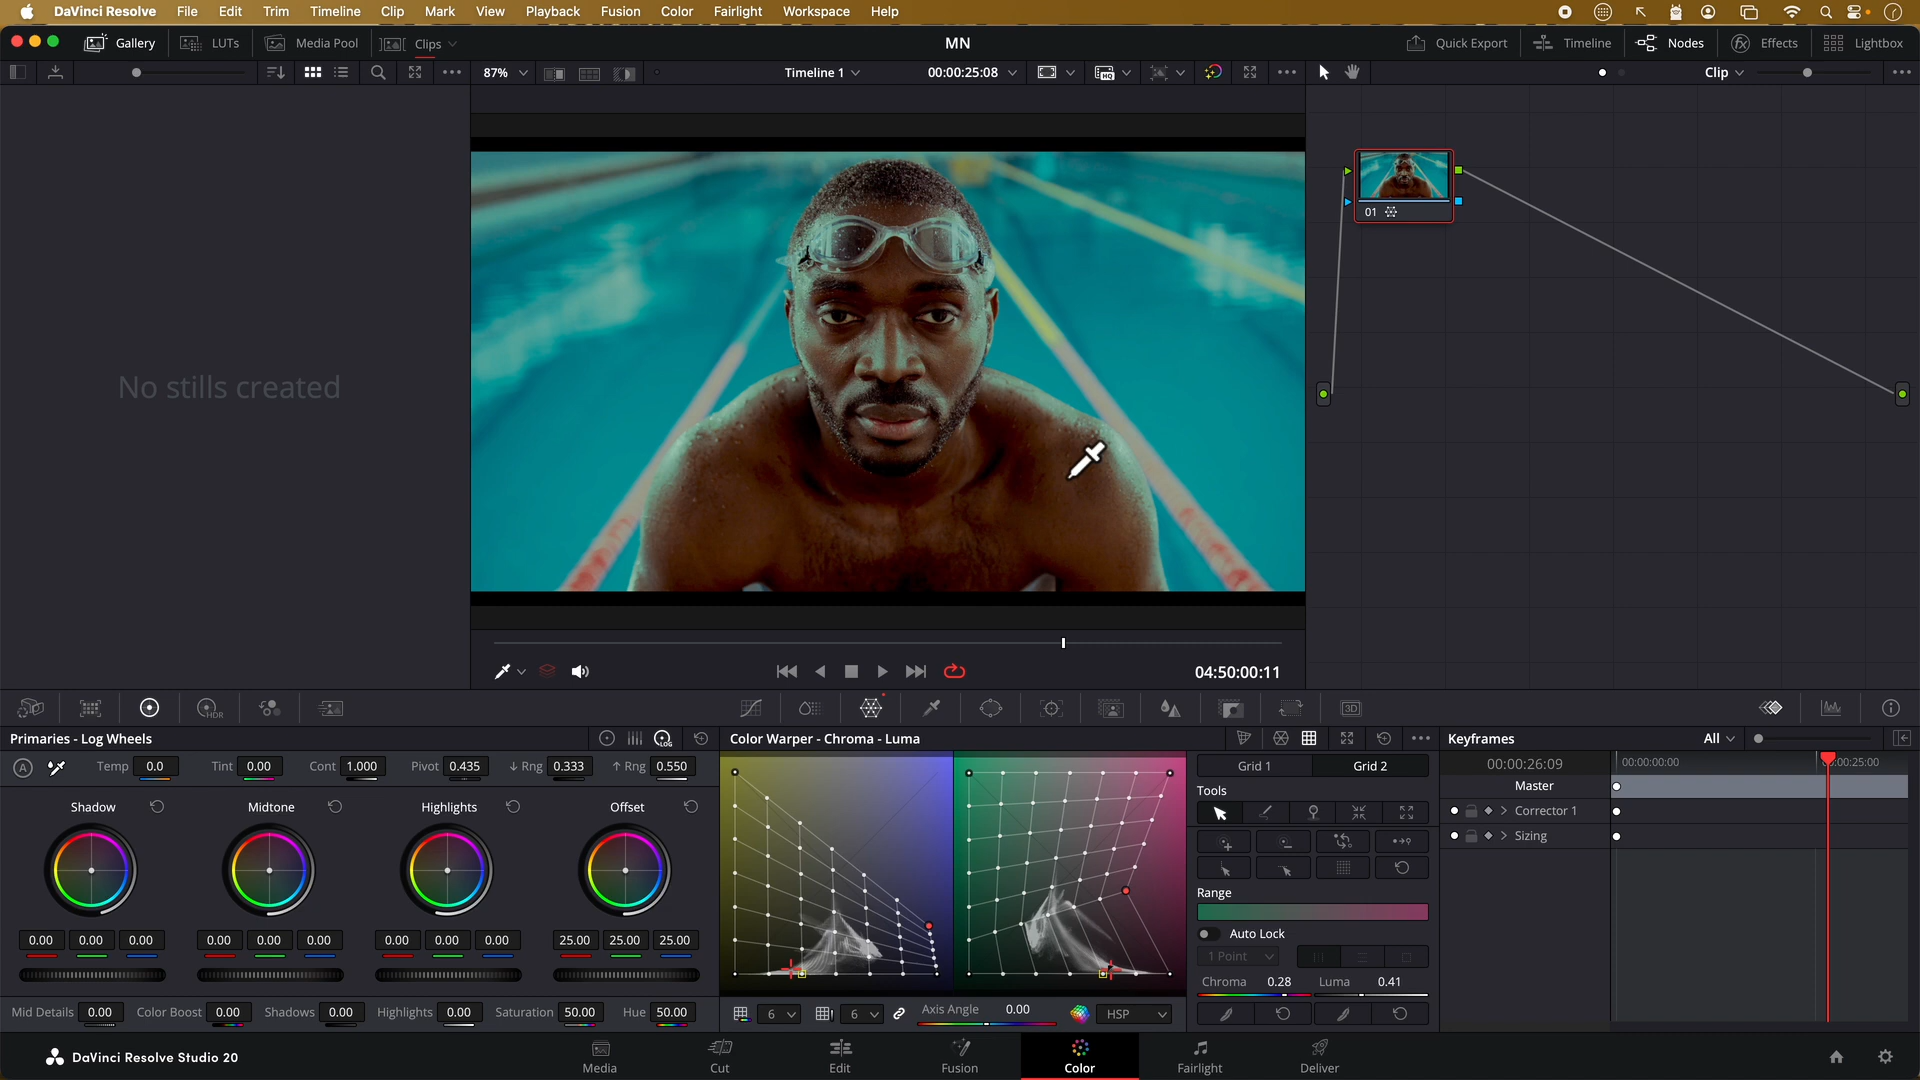 DaVinci Resolve File Edit Trim Timeline Clip Mark View Playback Fusion Color Fairlight Workspace Help
Gallery LUTs Media Pool Clips MN Quick Export Timeline Nodes Effects Lightbox
87% Timeline 1 00:00:25:08 HQ Clip
01
No stills created
04:50:00:11
HDR 3D
Primaries - Log Wheels LOG Color Warper - Chroma - Luma Keyframes All
A Temp 0.0 Tint 0.00 Cont 1.000 Pivot 0.435 ↓ Rng 0.333 ↑ Rng 0.550 Grid 1 Grid 2 00:00:26:09 00:00:00:00 :00:25:00
Shadow Midtone Highlights Offset Tools Master
Corrector 1
Sizing
Range
Auto Lock
0.00 0.00 0.00 0.00 0.00 0.00 0.00 0.00 0.00 25.00 25.00 25.00
1 Point
Chroma 0.28 Luma 0.41
Mid Details 0.00 Color Boost 0.00 Shadows 0.00 Highlights 0.00 Saturation 50.00 Hue 50.00 6 6 Axis Angle 0.00 HSP
DaVinci Resolve Studio 20 Media Cut Edit Fusion Color Fairlight Deliver